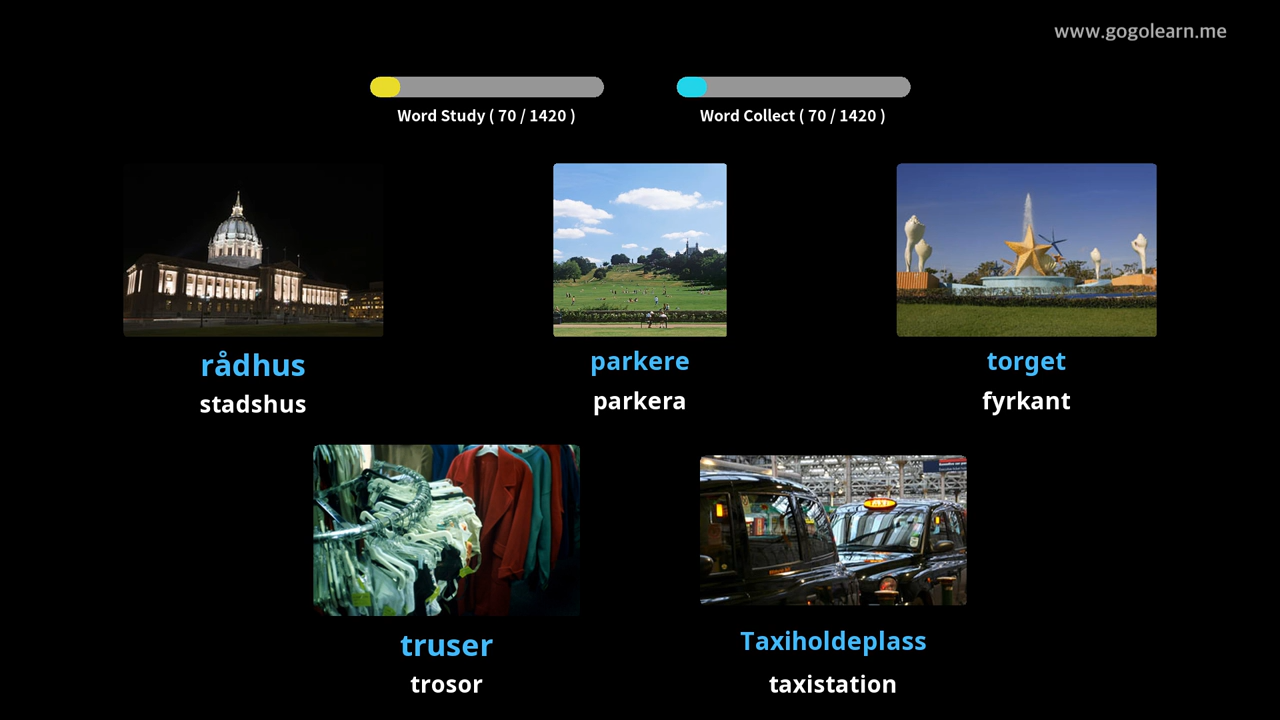 www.gogolearn.me
Word Study ( 70 / 1420 )
Word Collect ( 70 / 1420 )
rådhus
stadshus
parkere
parkera
torget
fyrkant
truser
trosor
TAXI
Taxiholdeplass
taxistation